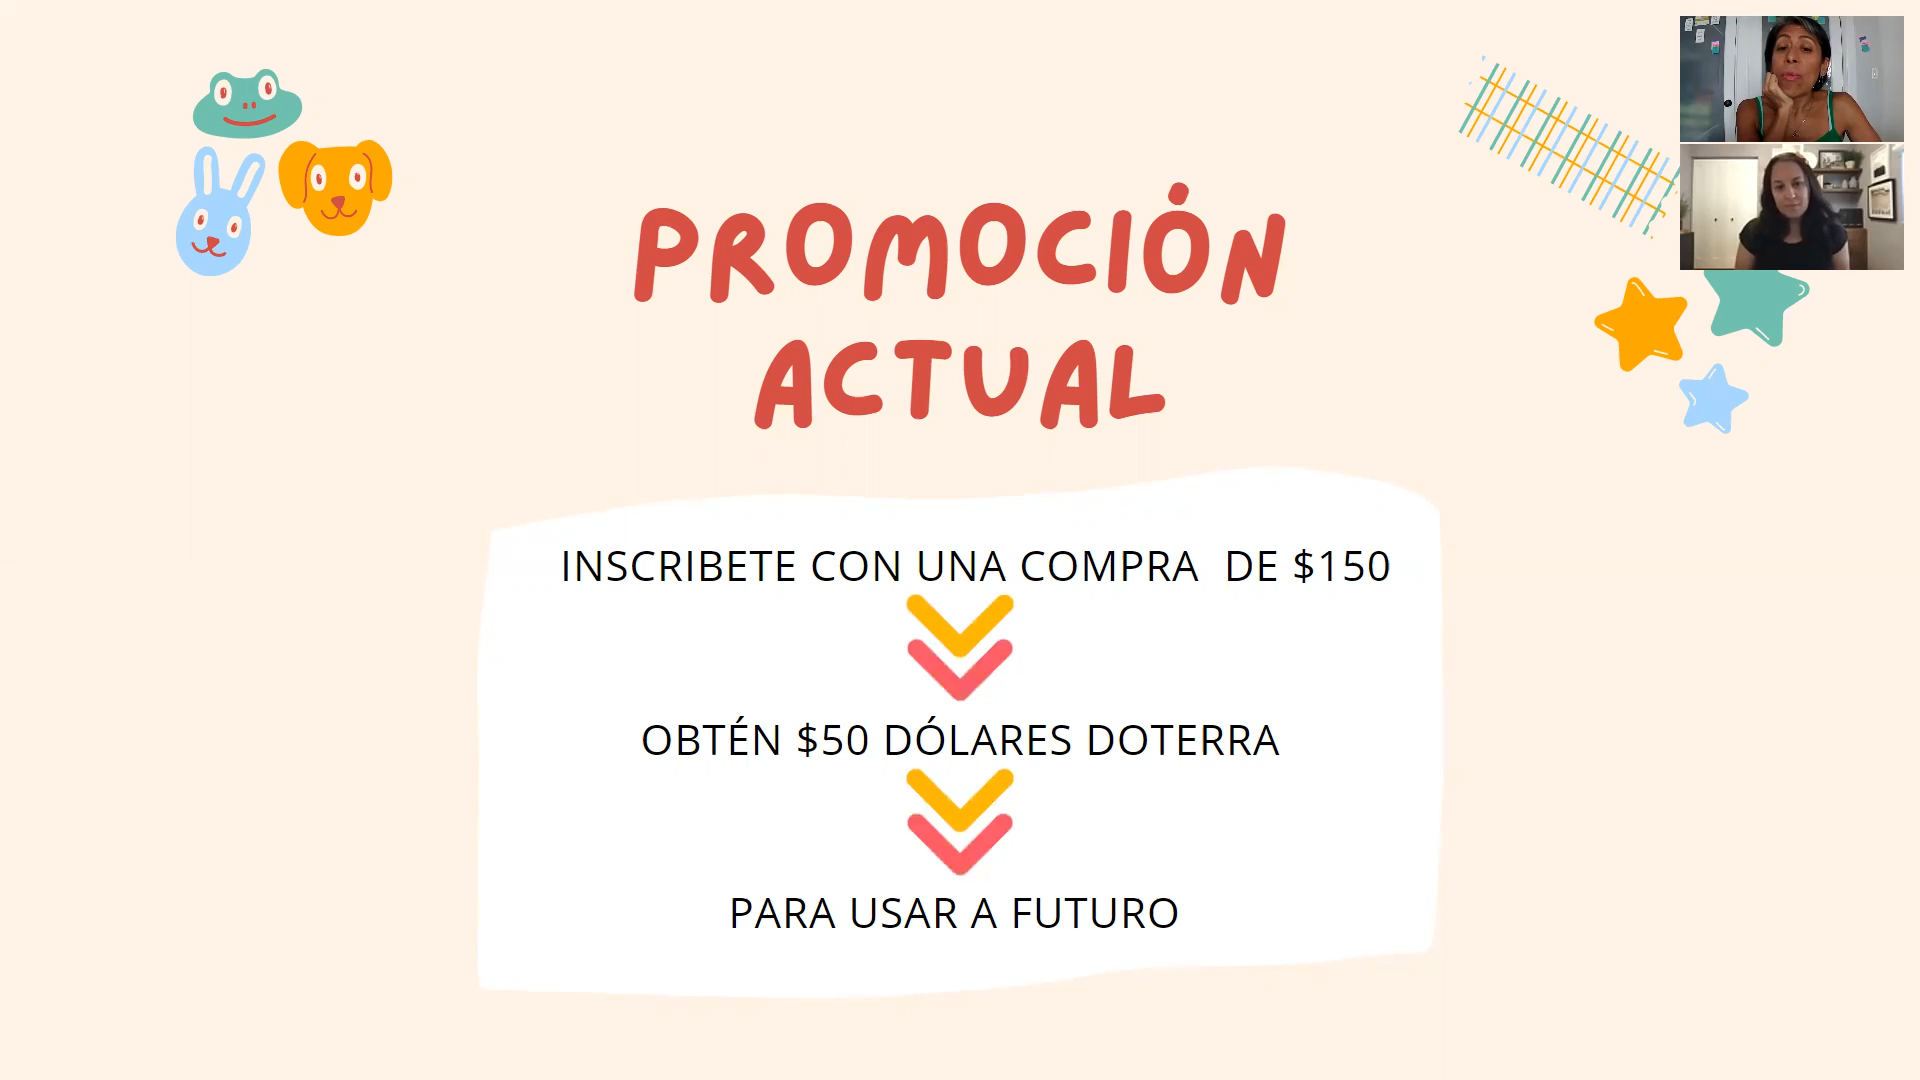 PROMOCIÓN
ACTUAL
INSCRIBETE CON UNA COMPRA DE $150
OBTÉN $50 DÓLARES DOTERRA
PARA USAR A FUTURO